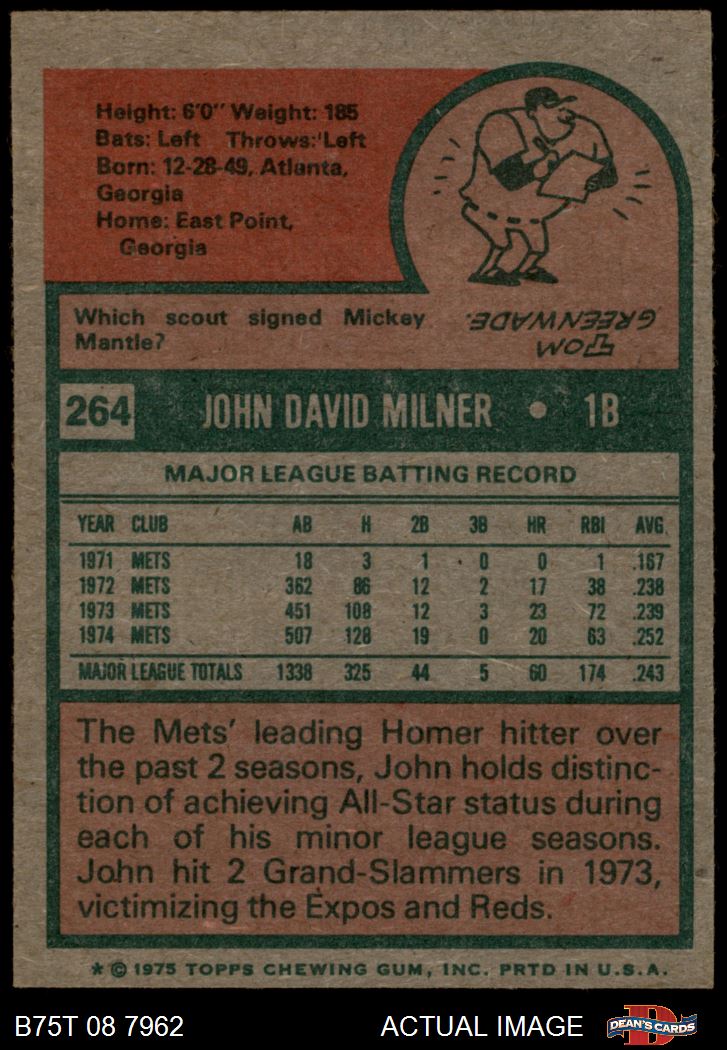 Height: 6'0" Weight: 185
Bats: Left Throws: Left
Born: 12-28-49, Atlanta,
Georgia
Home: East Point,
Georgia
Which scout signed Mickey
Mantle?
TOM
GREENWADE.
264 JOHN DAVID MILNER • 1B
MAJOR LEAGUE BATTING RECORD
YEAR CLUB AB H 2B 3B HR RBI AVG.
1971 METS 18 3 1 0 0 1 .167
1972 METS 362 86 12 2 17 38 .238
1973 METS 451 108 12 3 23 72 .239
1974 METS 507 128 19 0 20 63 .252
MAJOR LEAGUE TOTALS 1338 325 44 5 60 174 .243
The Mets' leading Homer hitter over
the past 2 seasons, John holds distinc-
tion of achieving All-Star status during
each of his minor league seasons.
John hit 2 Grand-Slammers in 1973,
victimizing the Expos and Reds.
* © 1975 TOPPS CHEWING GUM, INC. PRTD IN U.S.A.
B75T 08 7962 ACTUAL IMAGE DEAN'S CARDS